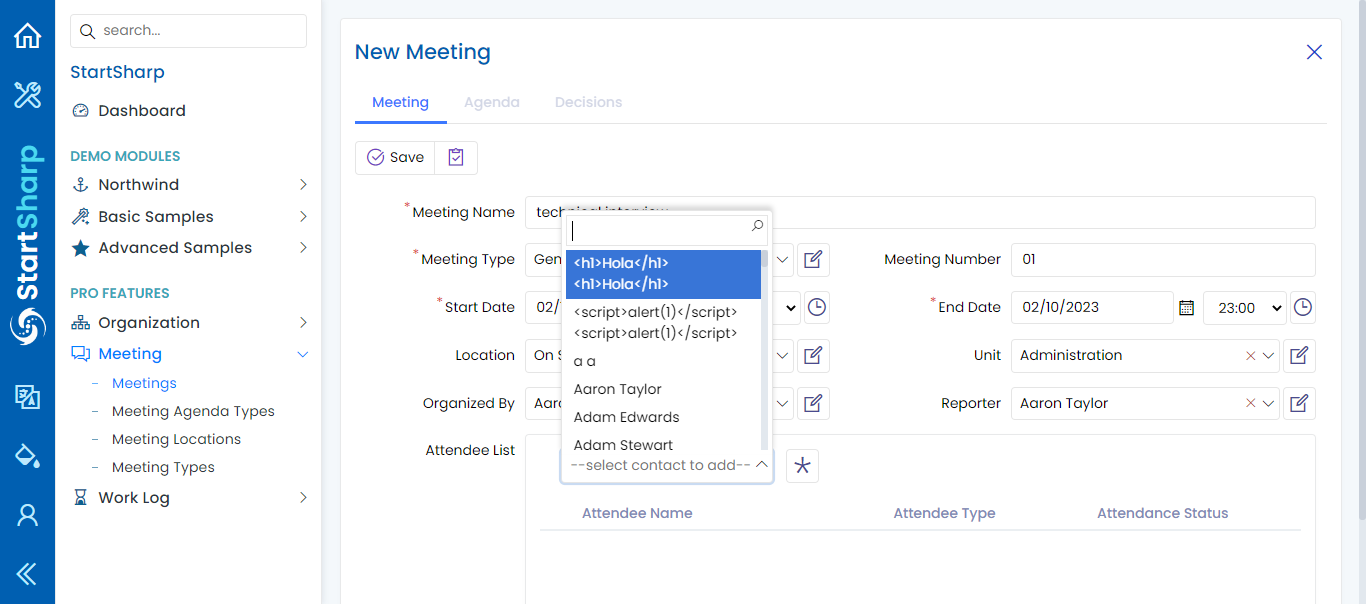 search...
StartSharp
Dashboard
DEMO MODULES
Northwind
Basic Samples
Advanced Samples
PRO FEATURES
Organization
Meeting
Meetings
Meeting Agenda Types
Meeting Locations
Meeting Types
Work Log
StartSharp
New Meeting
Meeting Agenda Decisions
Save
*Meeting Name
*Meeting Type Gen Meeting Number 01
*Start Date 02/ *End Date 02/10/2023 23:00
Location On Unit Administration
Organized By Reporter Aaron Taylor
Attendee List
<h1>Hola</h1>
<h1>Hola</h1>
<script>alert(1)</script>
<script>alert(1)</script>
a a
Aaron Taylor
Adam Edwards
Adam Stewart
--select contact to add--
Attendee Name Attendee Type Attendance Status